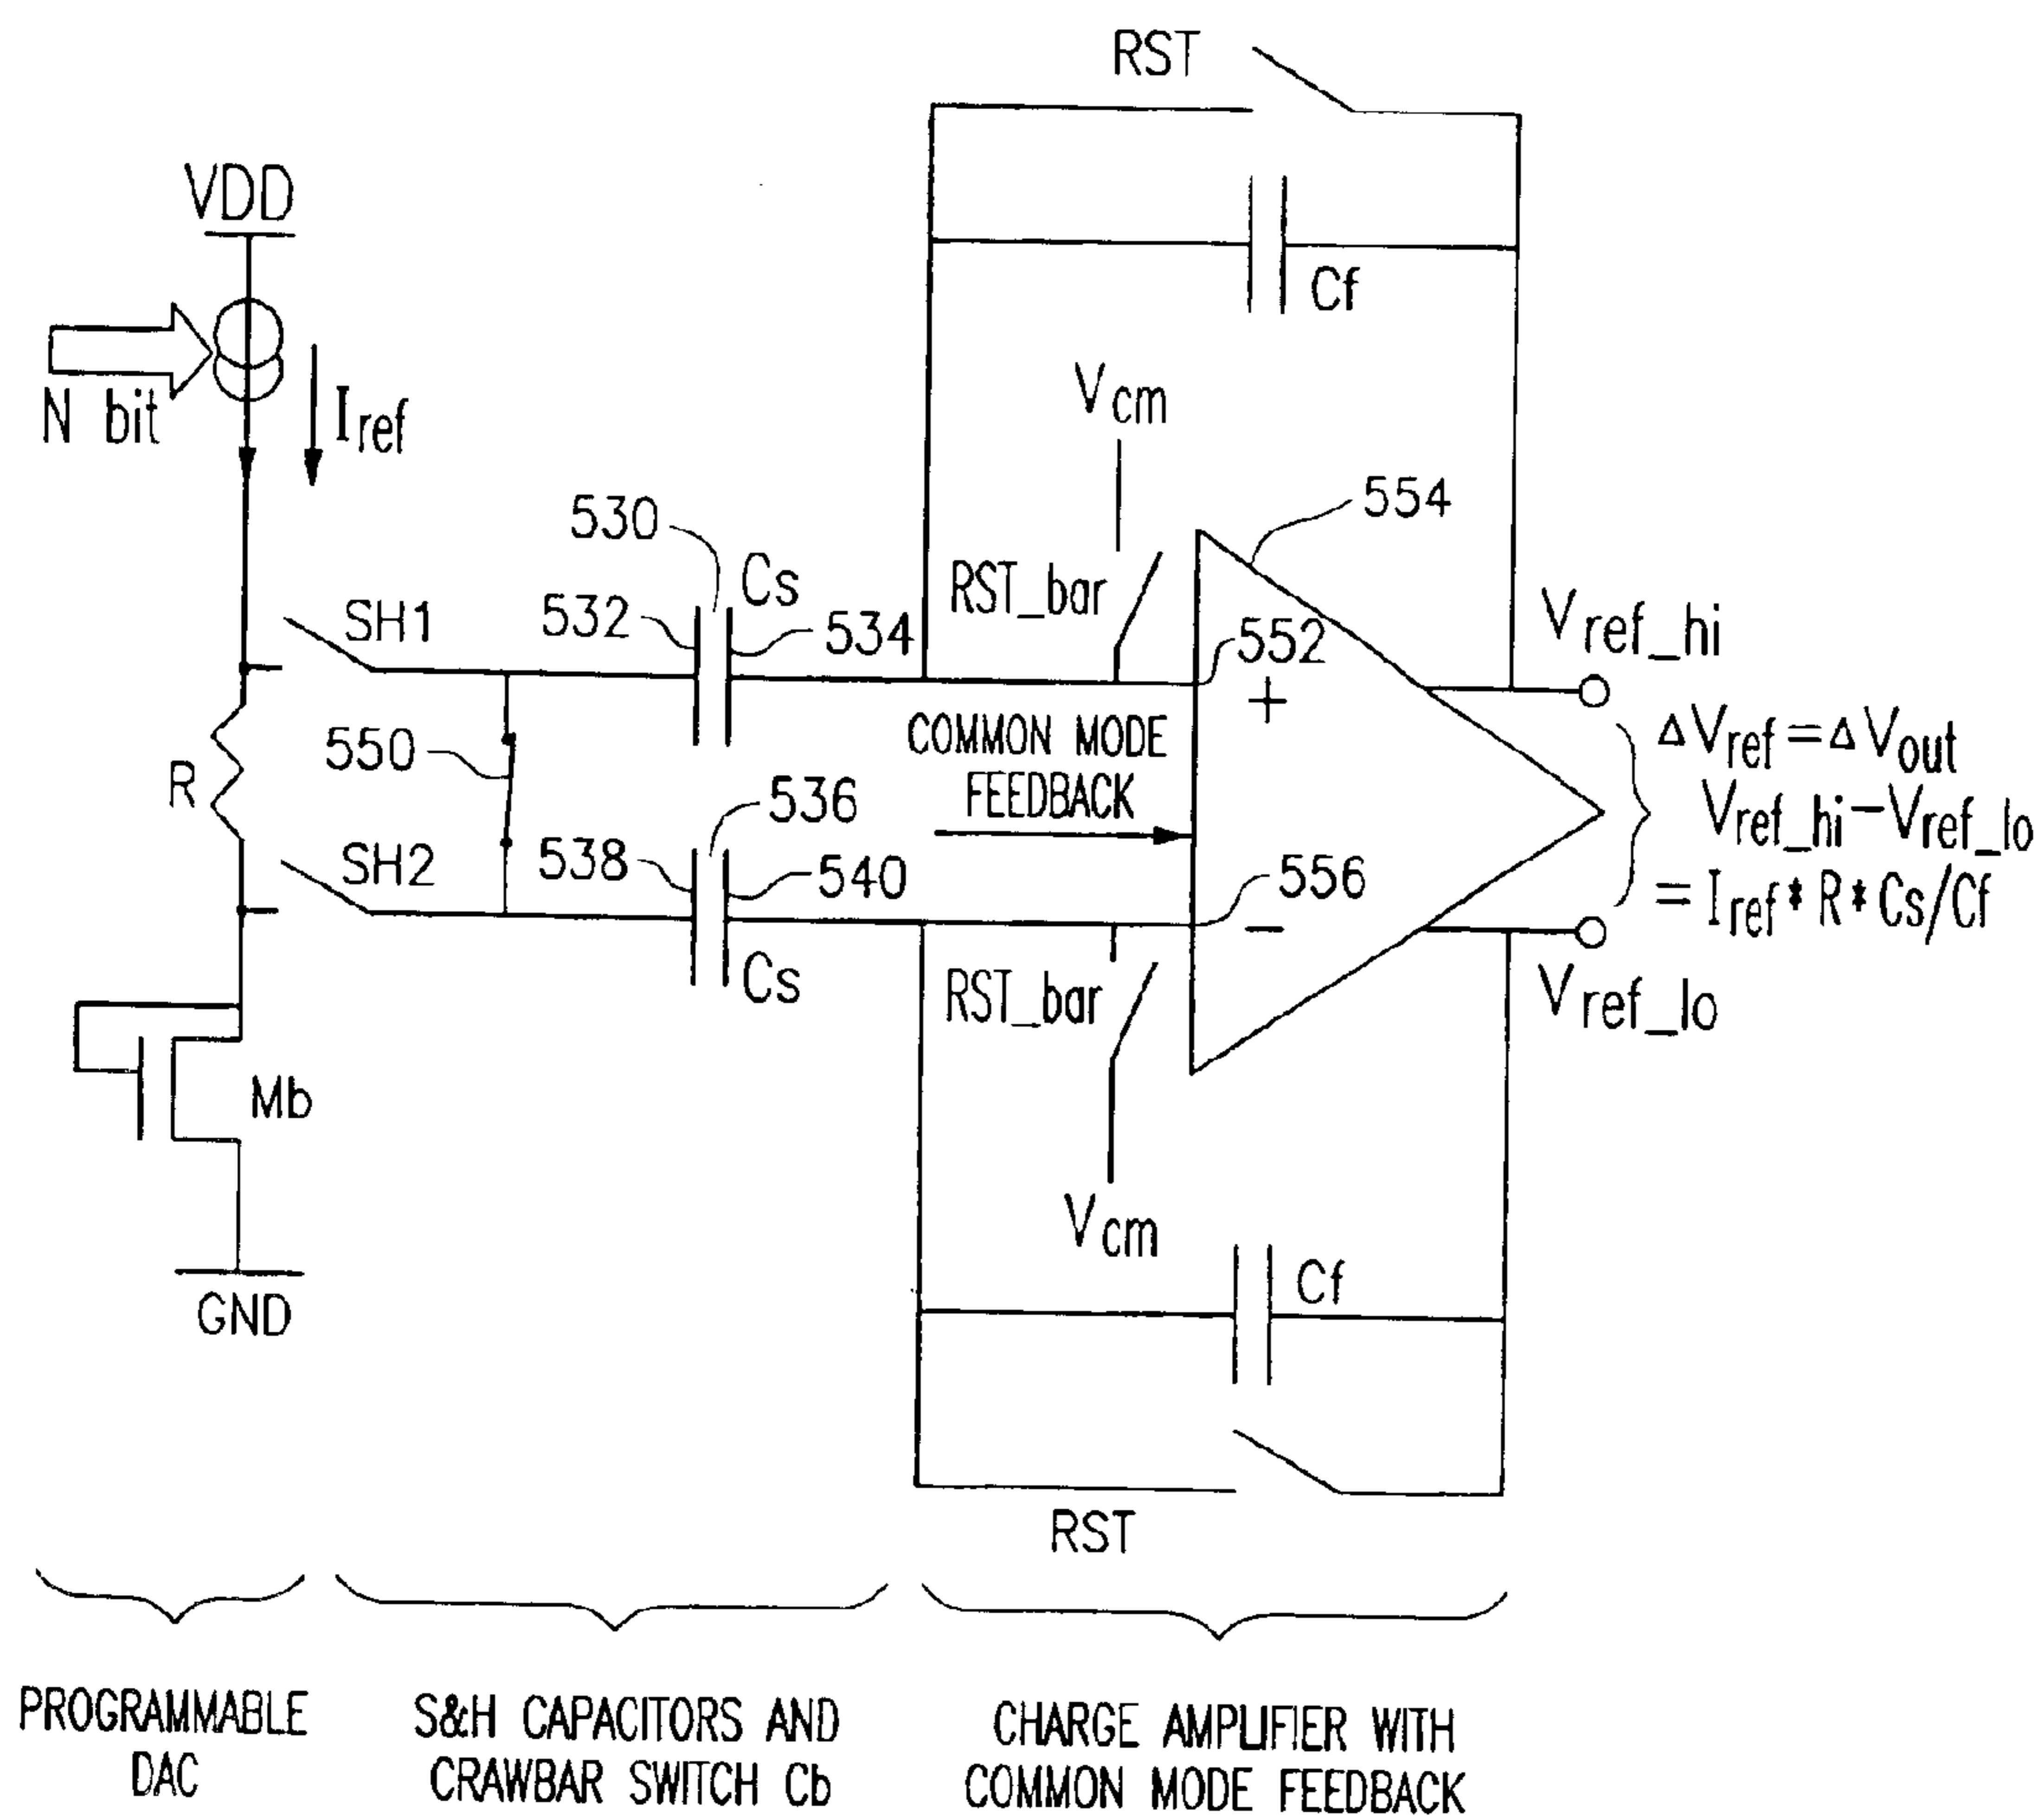 RST
VDD
Cf
N bit
Iref
Vcm
554
530
Cs
RST_bar
SH1
532
534
552
Vref_hi
+
550
COMMON MODE
FEEDBACK
ΔVref=ΔVout
Vref_hi-Vref_lo
=Iref*R*Cs/Cf
R
536
SH2
538
540
556
-
Cs
RST_bar
Vref_lo
Mb
Vcm
Cf
GND
RST
PROGRAMMABLE
DAC
S&H CAPACITORS AND
CRAWBAR SWITCH Cb
CHARGE AMPLIFIER WITH
COMMON MODE FEEDBACK